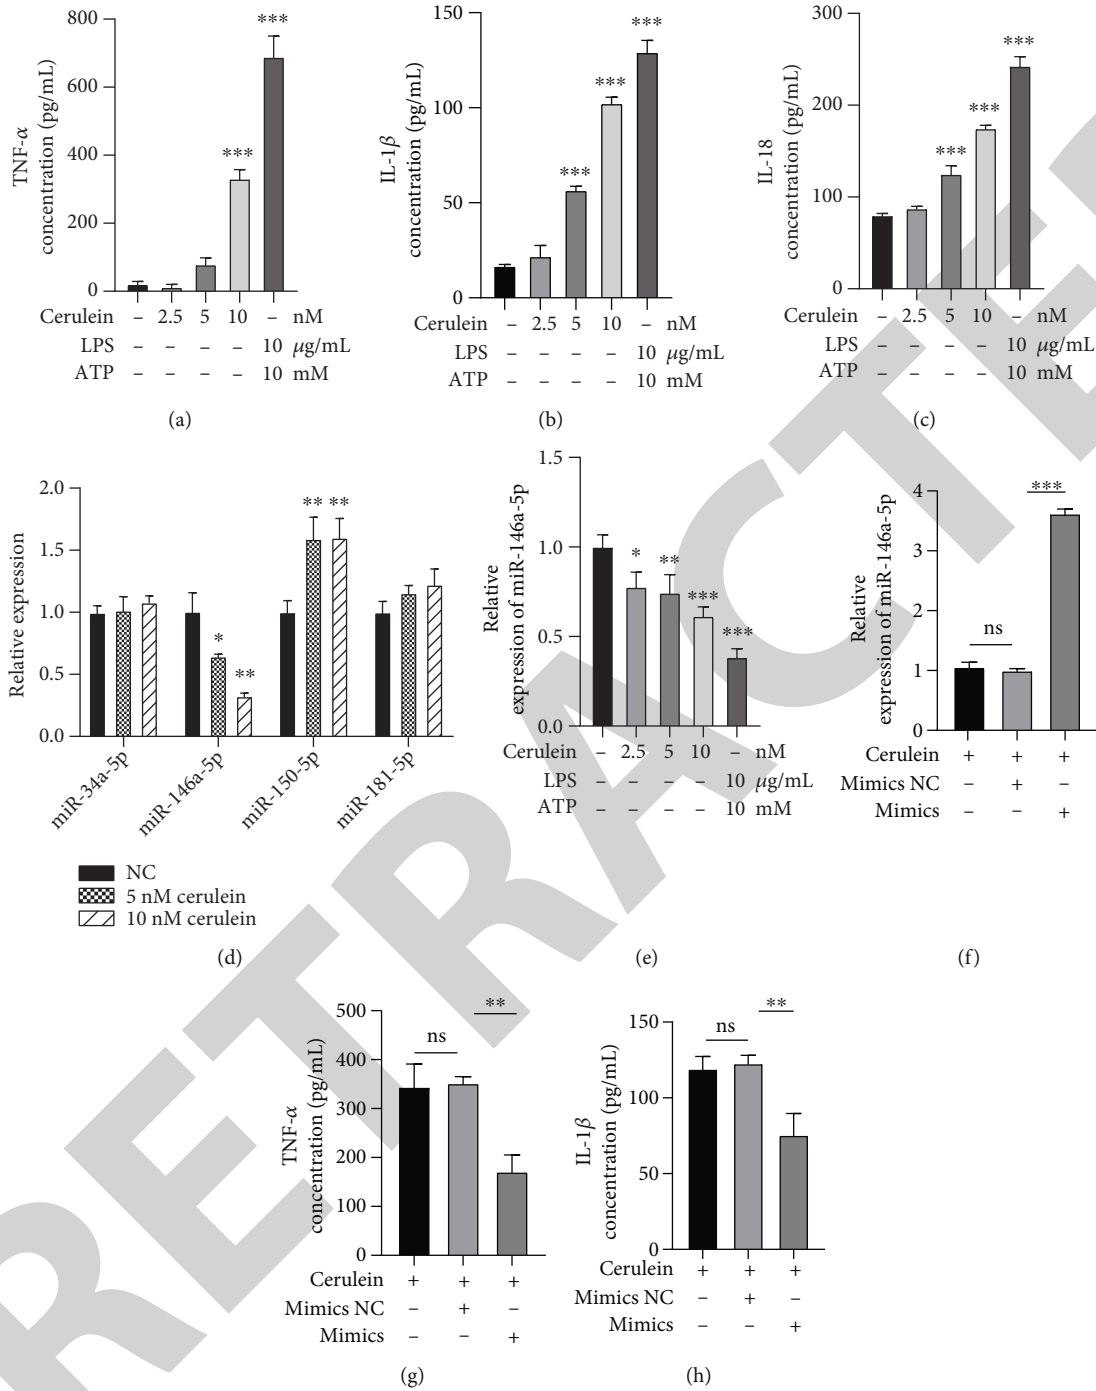 TNF-α
concentration (pg/mL)
800
600
400
200
0
***
***
Cerulein – 2.5 5 10 – nM
LPS – – – – 10 μg/mL
ATP – – – – 10 mM
(a)
IL-1β
concentration (pg/mL)
150
100
50
0
***
***
***
Cerulein – 2.5 5 10 – nM
LPS – – – – 10 μg/mL
ATP – – – – 10 mM
(b)
IL-18
concentration (pg/mL)
300
200
100
0
***
***
***
Cerulein – 2.5 5 10 – nM
LPS – – – – 10 μg/mL
ATP – – – – 10 mM
(c)
Relative expression
2.0
1.5
1.0
0.5
0.0
* ** ** **
miR-34a-5p
miR-146a-5p
miR-150-5p
miR-181-5p
NC
5 nM cerulein
10 nM cerulein
(d)
Relative
expression of miR-146a-5p
1.5
1.0
0.5
0.0
* ** *** ***
Cerulein – 2.5 5 10 – nM
LPS – – – – 10 μg/mL
ATP – – – – 10 mM
(e)
Relative
expression of miR-146a-5p
4
3
2
1
0
ns ***
Cerulein + + +
Mimics NC – + –
Mimics – – +
(f)
TNF-α
concentration (pg/mL)
500
400
300
200
100
0
ns **
Cerulein + + +
Mimics NC – + –
Mimics – – +
(g)
IL-1β
concentration (pg/mL)
150
100
50
0
ns **
Cerulein + + +
Mimics NC – + –
Mimics – – +
(h)
RETRACTED